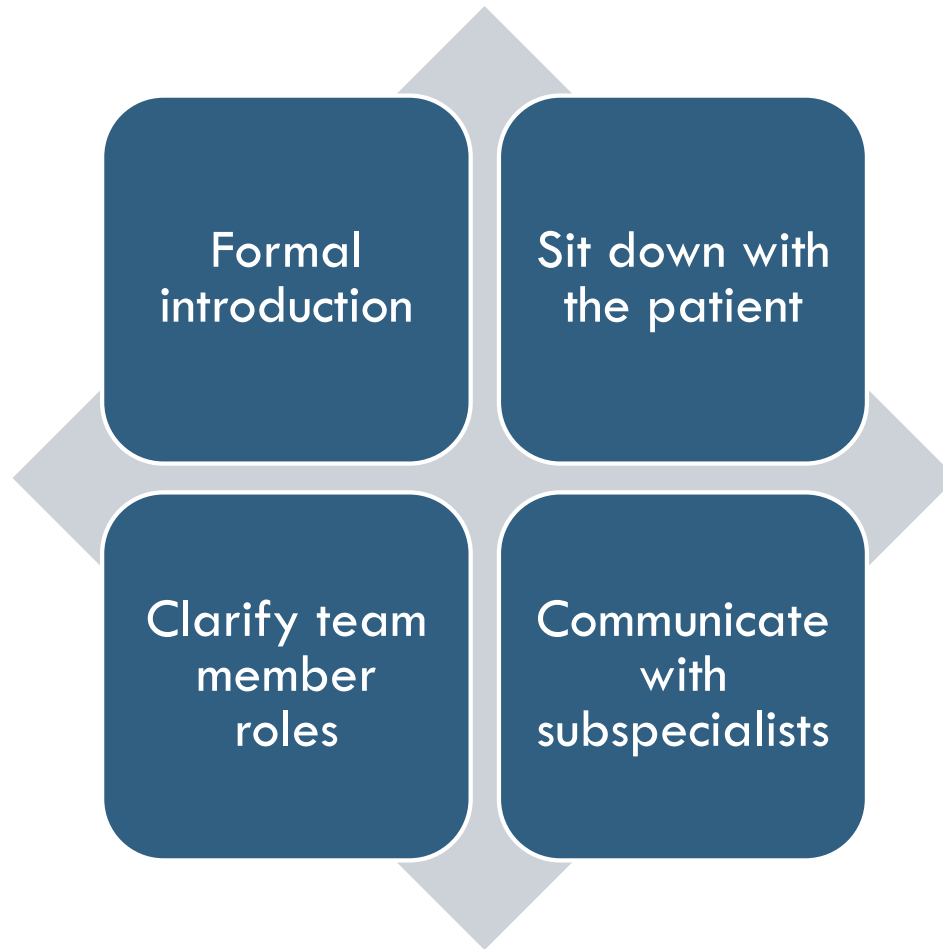 Formal
introduction
Sit down with
the patient
Clarify team
member
roles
Communicate
with
subspecialists